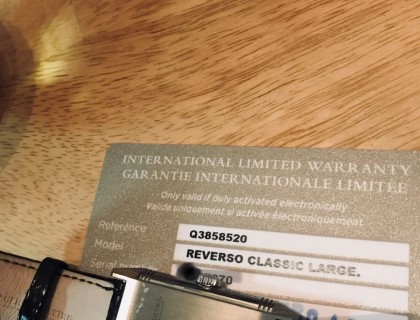 INTERNATIONAL LIMITED WARRANTY
GARANTIE INTERNATIONALE LIMITÉE
Only valid if duly activated electronically
Valide uniquement si activée électroniquement
Reference Q3858520
Model REVERSO CLASSIC LARGE.
Serial